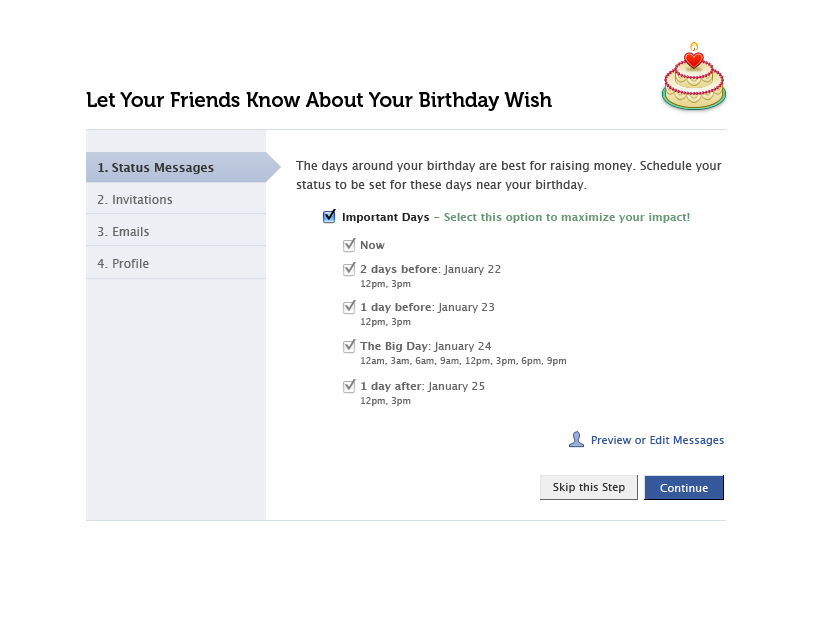 Let Your Friends Know About Your Birthday Wish
1. Status Messages
2. Invitations
3. Emails
4. Profile
The days around your birthday are best for raising money. Schedule your
status to be set for these days near your birthday.
Important Days – Select this option to maximize your impact!
Now
2 days before: January 22
12pm, 3pm
1 day before: January 23
12pm, 3pm
The Big Day: January 24
12am, 3am, 6am, 9am, 12pm, 3pm, 6pm, 9pm
1 day after: January 25
12pm, 3pm
Preview or Edit Messages
Skip this Step
Continue